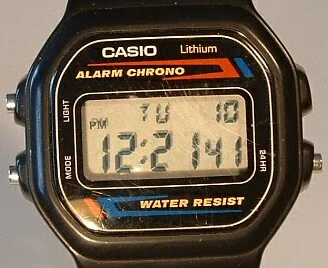 CASIO Lithium
ALARM CHRONO
LIGHT
TU 10
PM
12:21 41
MODE
24HR
WATER RESIST